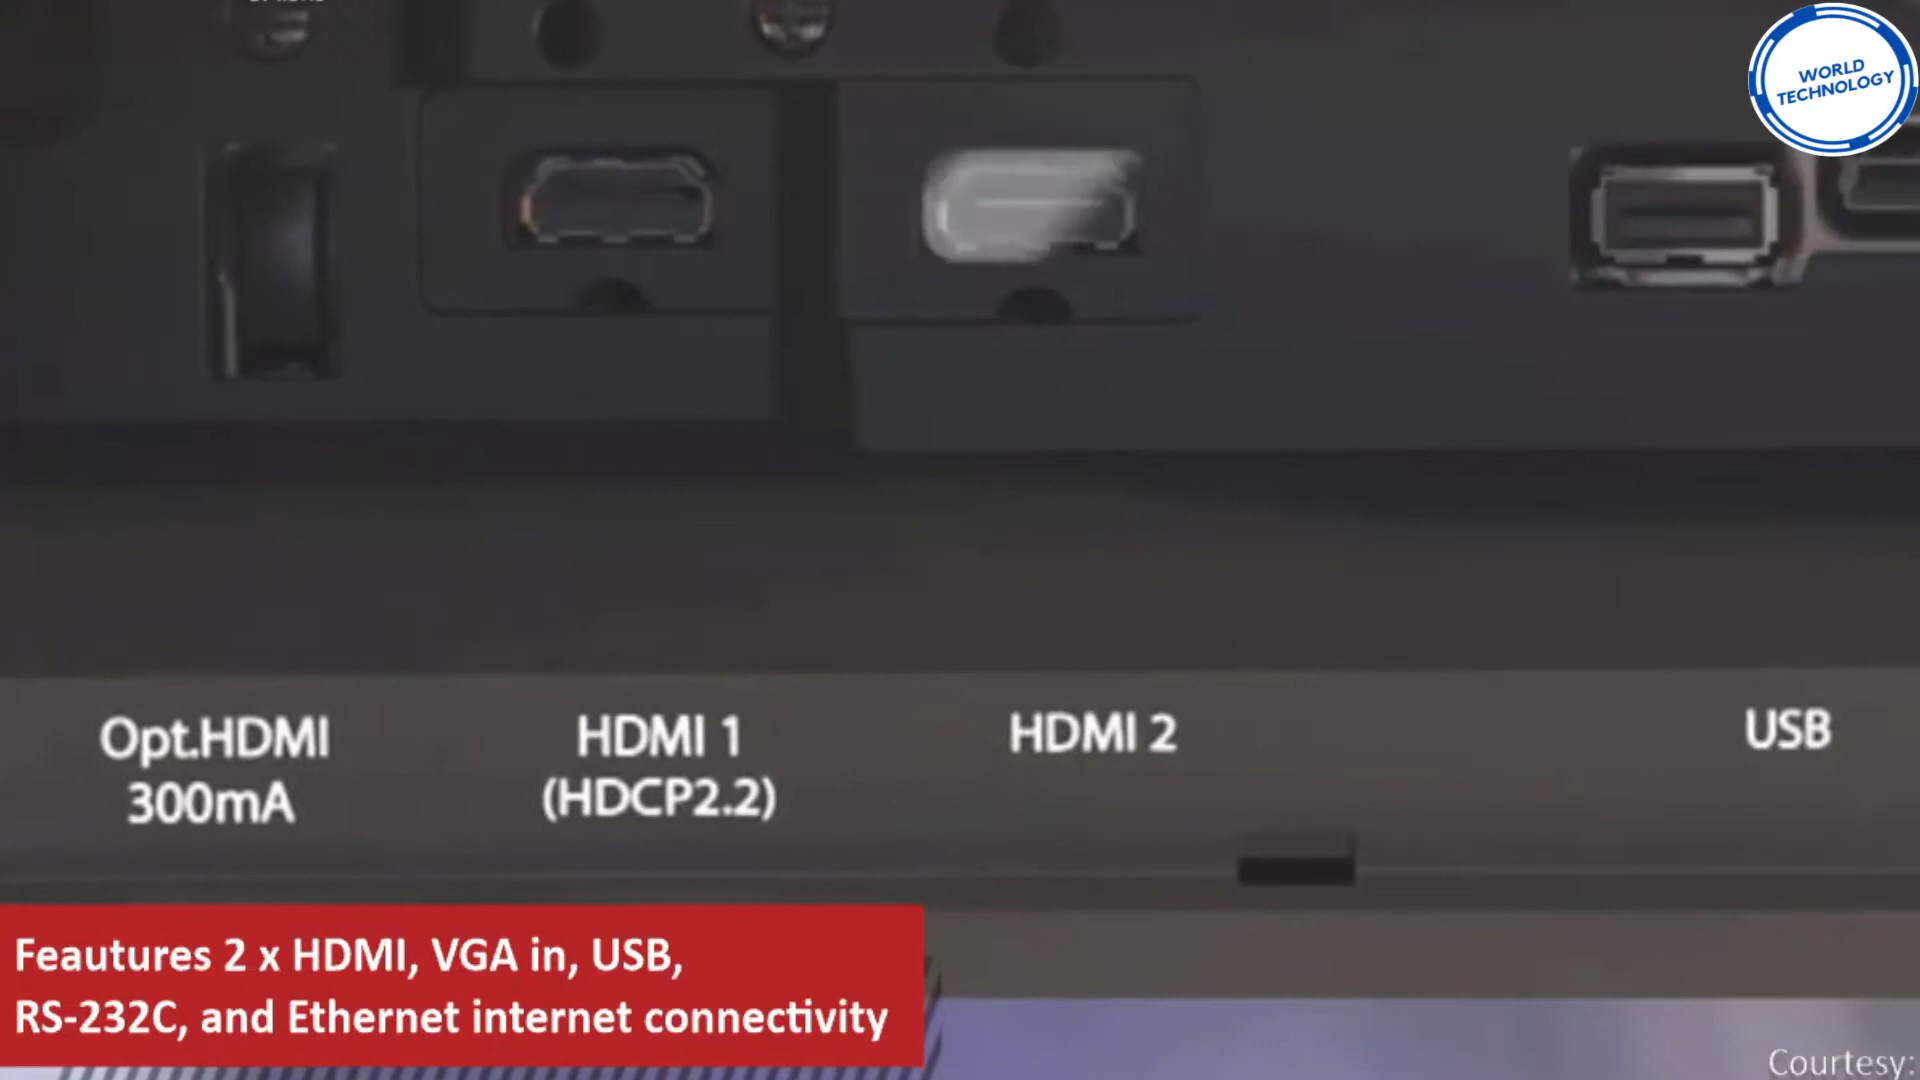 WORLD
TECHNOLOGY
Opt.HDMI
300mA
HDMI 1
(HDCP2.2)
HDMI 2
USB
Feautures 2 x HDMI, VGA in, USB,
RS-232C, and Ethernet internet connectivity
Courtesy: